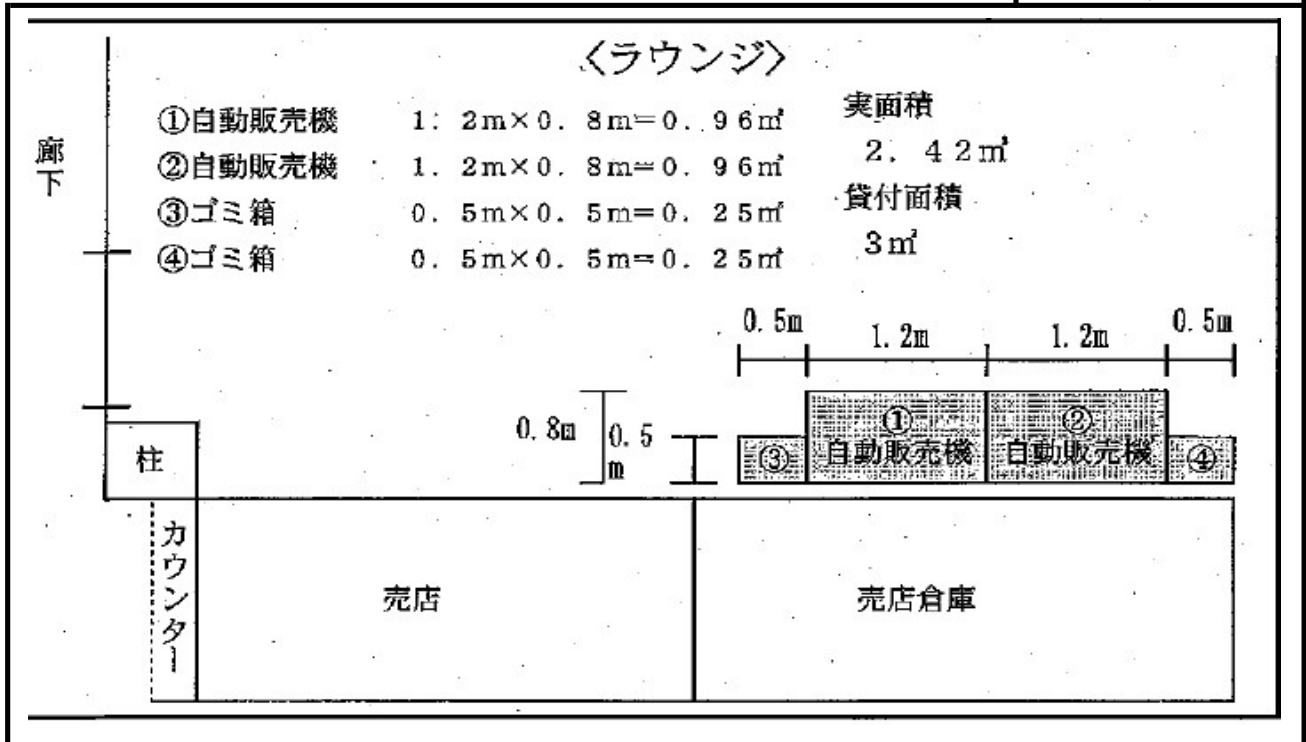 〈ラウンジ〉
①自動販売機 1．2m×0．8m=0．96㎡
②自動販売機 1．2m×0．8m=0．96㎡
③ゴミ箱 0．5m×0．5m=0．25㎡
④ゴミ箱 0．5m×0．5m=0．25㎡
実面積
2．42㎡
貸付面積
3㎡
廊下
0.5m
1.2m
1.2m
0.5m
0.8m
0.5
m
①
自動販売機
②
自動販売機
③
④
柱
カウンター
売店
売店倉庫